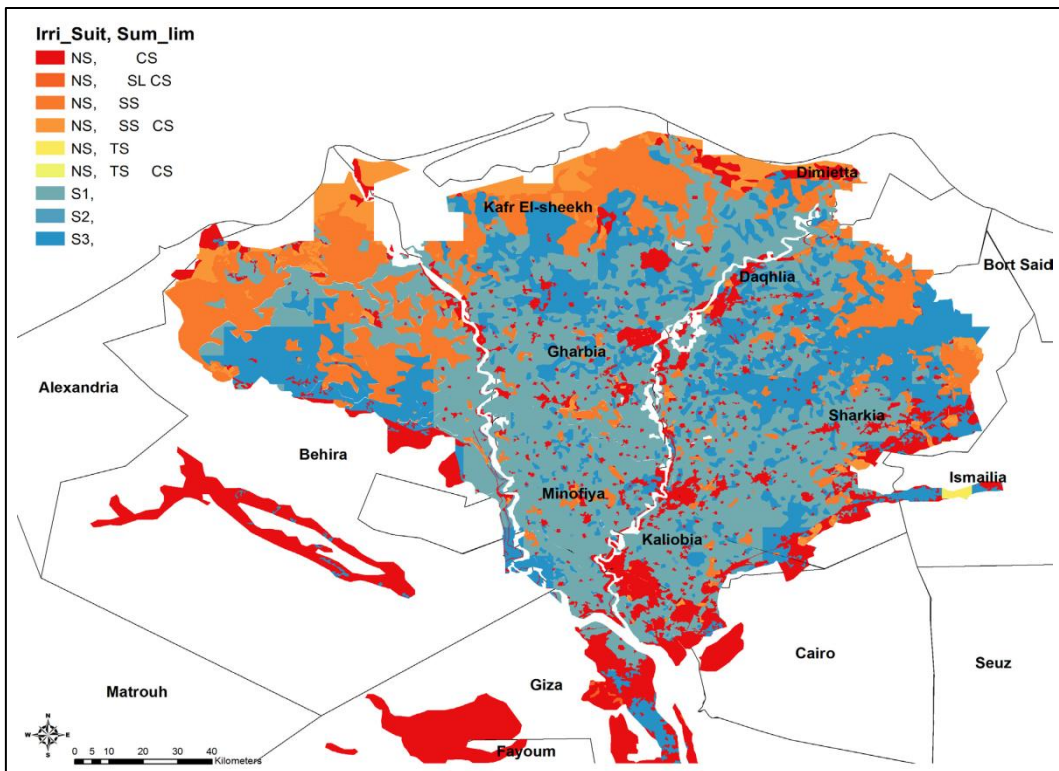 Irri_Suit, Sum_lim
NS, CS
NS, SL CS
NS, SS
NS, SS CS
NS, TS
NS, TS CS
S1,
S2,
S3,
Dimietta
Kafr El-sheekh
Bort Said
Daqhlia
Gharbia
Alexandria
Sharkia
Behira
Ismailia
Minofiya
Kaliobia
Cairo
Seuz
Giza
Matrouh
Fayoum
N
W E
S
0 5 10 20 30 40
Kilometers